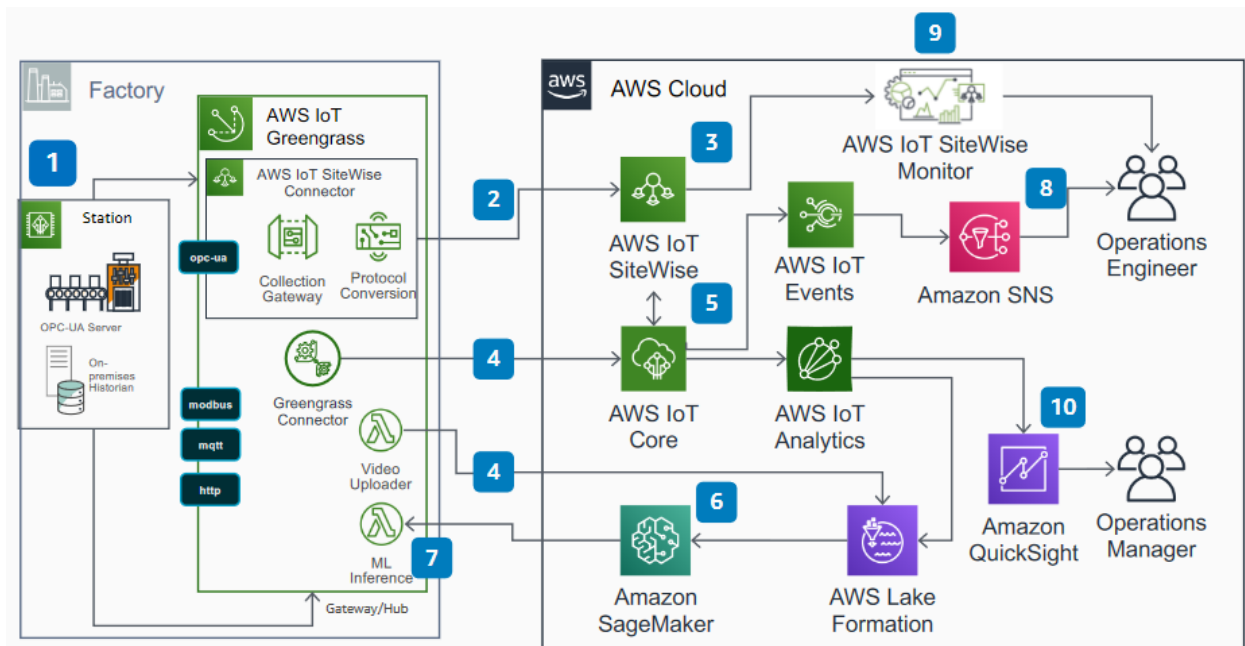 9
aws
AWS Cloud
Factory
AWS IoT
Greengrass
1
3
AWS IoT SiteWise
Monitor
AWS IoT SiteWise
Connector
2
8
Station
opc-ua
Collection
Gateway
Protocol
Conversion
AWS IoT
SiteWise
AWS IoT
Events
Amazon SNS
Operations
Engineer
OPC-UA Server
5
On-
premises
Historian
4
modbus
Greengrass
Connector
AWS IoT
Core
AWS IoT
Analytics
10
mqtt
Video
Uploader
4
http
6
Amazon
QuickSight
Operations
Manager
7
ML
Inference
Gateway/Hub
Amazon
SageMaker
AWS Lake
Formation